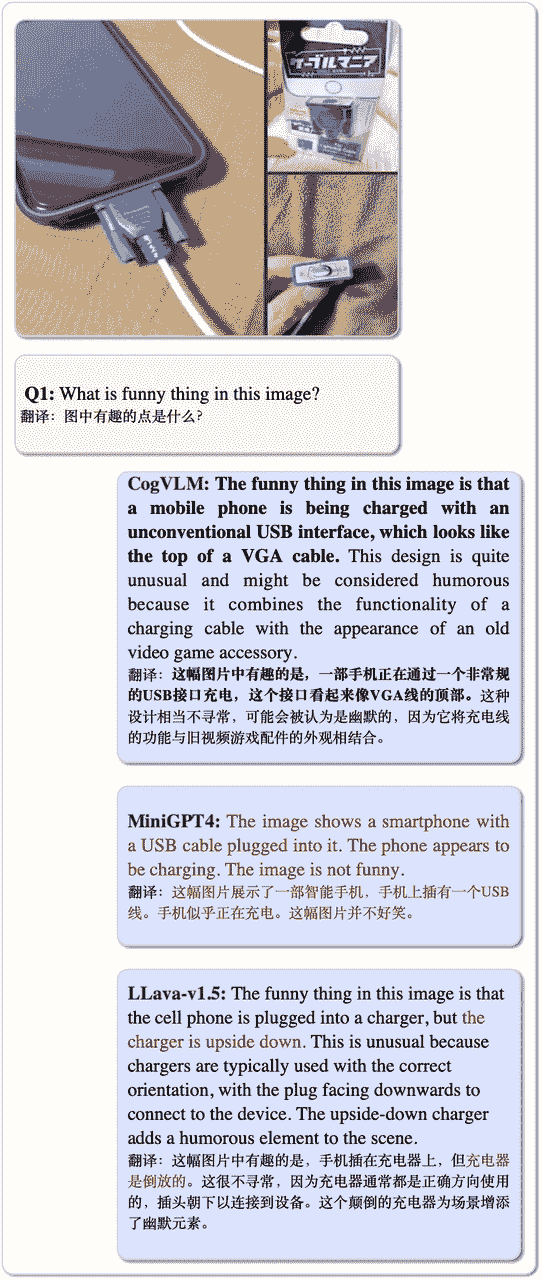 ケーブルマニア
Q1: What is funny thing in this image?
翻译：图中有趣的点是什么？
CogVLM: The funny thing in this image is that
a mobile phone is being charged with an
unconventional USB interface, which looks like
the top of a VGA cable. This design is quite
unusual and might be considered humorous
because it combines the functionality of a
charging cable with the appearance of an old
video game accessory.
翻译：这幅图片中有趣的是，一部手机正在通过一个非常规
的USB接口充电，这个接口看起来像VGA线的顶部。这种
设计相当不寻常，可能会被认为是幽默的，因为它将充电线
的功能与旧视频游戏配件的外观相结合。
MiniGPT4: The image shows a smartphone with
a USB cable plugged into it. The phone appears to
be charging. The image is not funny.
翻译：这幅图片展示了一部智能手机，手机上插有一个USB
线。手机似乎正在充电。这幅图片并不好笑。
LLava-v1.5: The funny thing in this image is that
the cell phone is plugged into a charger, but the
charger is upside down. This is unusual because
chargers are typically used with the correct
orientation, with the plug facing downwards to
connect to the device. The upside-down charger
adds a humorous element to the scene.
翻译：这幅图片中有趣的是，手机插在充电器上，但充电器
是倒放的。这很不寻常，因为充电器通常都是正确方向使用
的，插头朝下以连接到设备。这个颠倒的充电器为场景增添
了幽默元素。